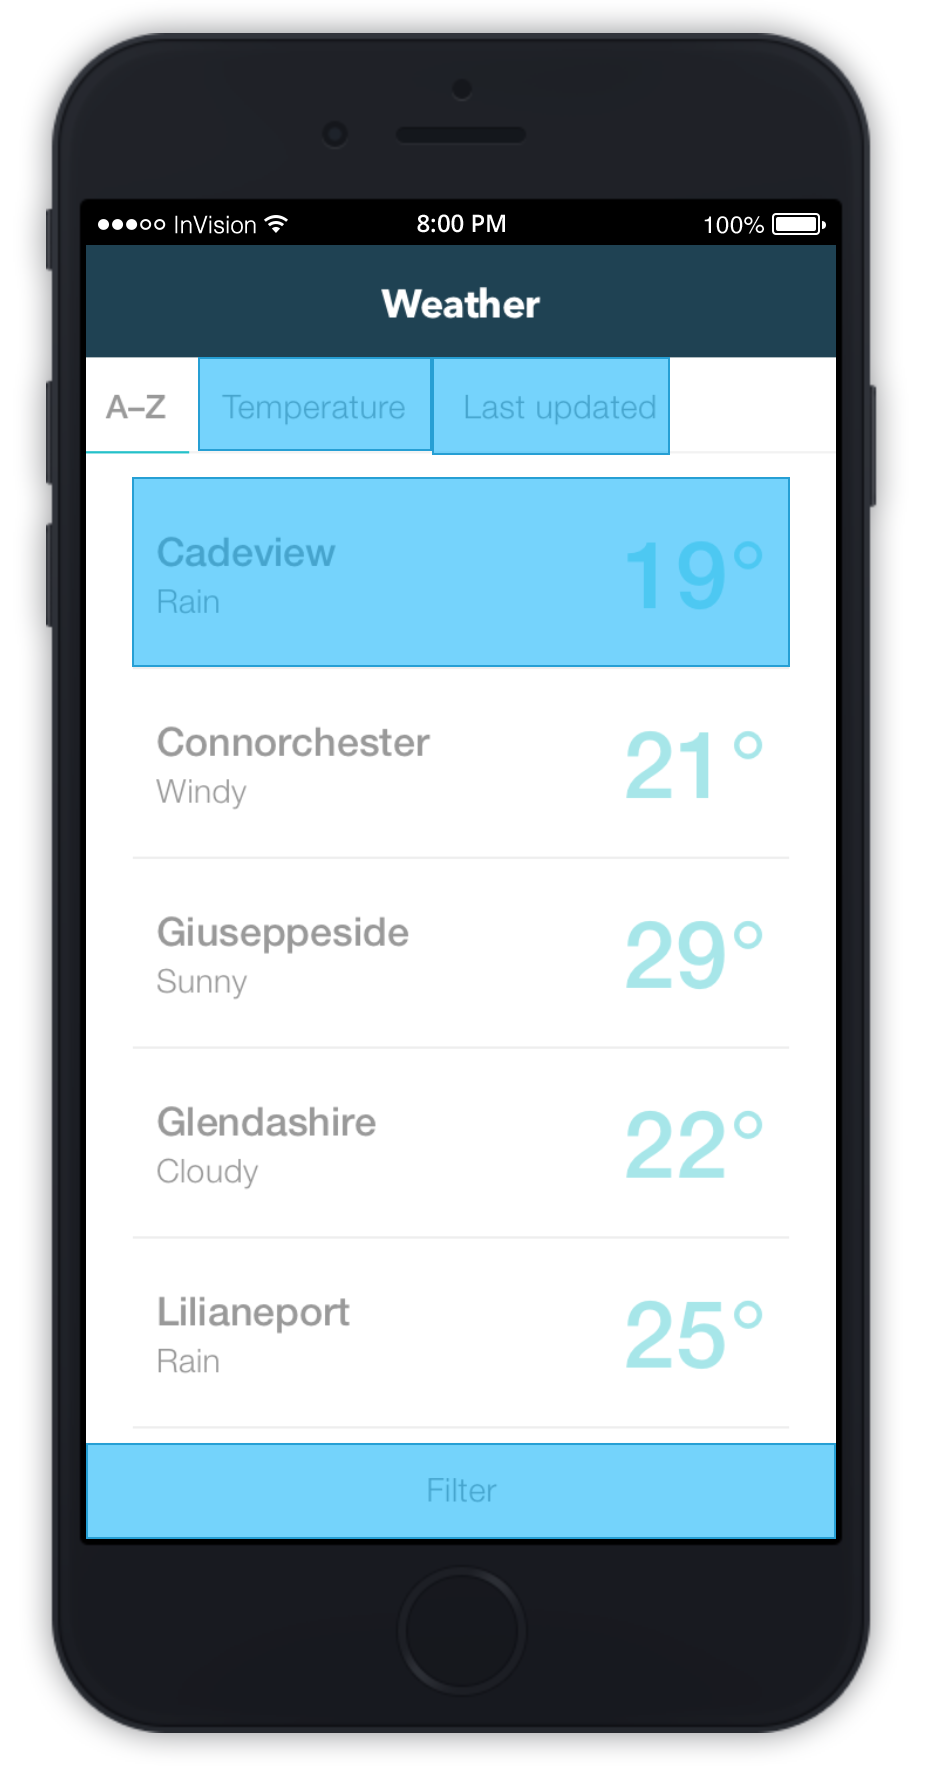 InVision 8:00 PM 100%
Weather
A–Z Temperature Last updated
Cadeview 19°
Rain
Connorchester 21°
Windy
Giuseppeside 29°
Sunny
Glendashire 22°
Cloudy
Lilianeport 25°
Rain
Filter